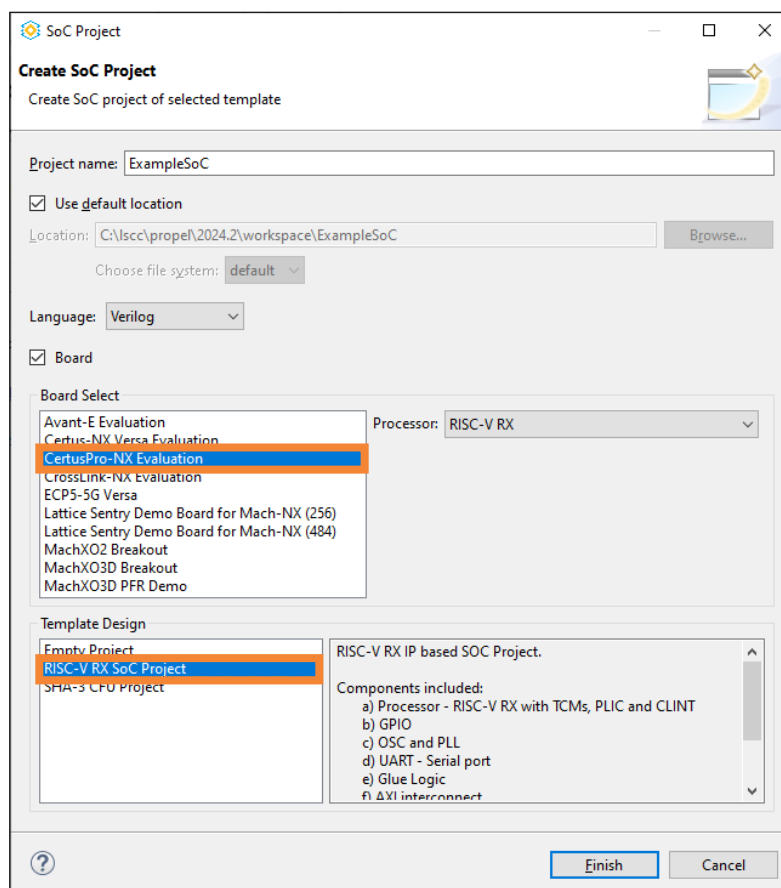 SoC Project
Create SoC Project
Create SoC project of selected template
Project name: ExampleSoC
Use default location
Location: C:\lscc\propel\2024.2\workspace\ExampleSoC Browse...
Choose file system: default
Language: Verilog
Board
Board Select
Avant-E Evaluation
Processor: RISC-V RX
Certus-NX Versa Evaluation
CertusPro-NX Evaluation
CrossLink-NX Evaluation
ECP5-5G Versa
Lattice Sentry Demo Board for Mach-NX (256)
Lattice Sentry Demo Board for Mach-NX (484)
MachXO2 Breakout
MachXO3D Breakout
MachXO3D PFR Demo
Template Design
Empty Project
RISC-V RX SoC Project
SHA-3 CFU Project
RISC-V RX IP based SOC Project.
Components included:
a) Processor - RISC-V RX with TCMs, PLIC and CLINT
b) GPIO
c) OSC and PLL
d) UART - Serial port
e) Glue Logic
f) AXI interconnect
?
Finish
Cancel